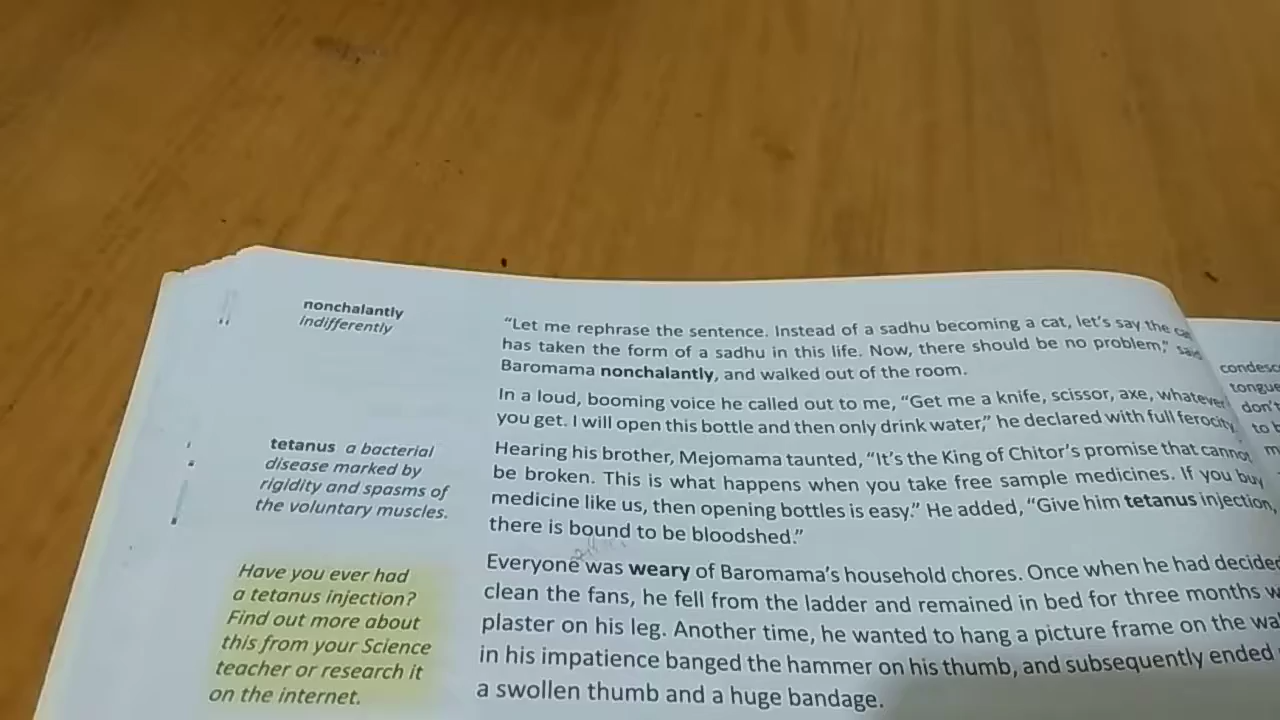 nonchalantly
indifferently
"Let me rephrase the sentence. Instead of a sadhu becoming a cat, let's say the
has taken the form of a sadhu in this life. Now, there should be no problem," said
Baromama nonchalantly, and walked out of the room.
In a loud, booming voice he called out to me, "Get me a knife, scissor, axe, whatever
you get. I will open this bottle and then only drink water," he declared with full ferocity.
tetanus a bacterial
disease marked by
rigidity and spasms of
the voluntary muscles.
Hearing his brother, Mejomama taunted, "It's the King of Chitor's promise that cannot
be broken. This is what happens when you take free sample medicines. If you buy
medicine like us, then opening bottles is easy." He added, "Give him tetanus injection,
there is bound to be bloodshed."
Have you ever had
a tetanus injection?
Find out more about
this from your Science
teacher or research it
on the internet.
Everyone was weary of Baromama's household chores. Once when he had decided
clean the fans, he fell from the ladder and remained in bed for three months
plaster on his leg. Another time, he wanted to hang a picture frame on the
in his impatience banged the hammer on his thumb, and subsequently ended
a swollen thumb and a huge bandage.
tongue
don't